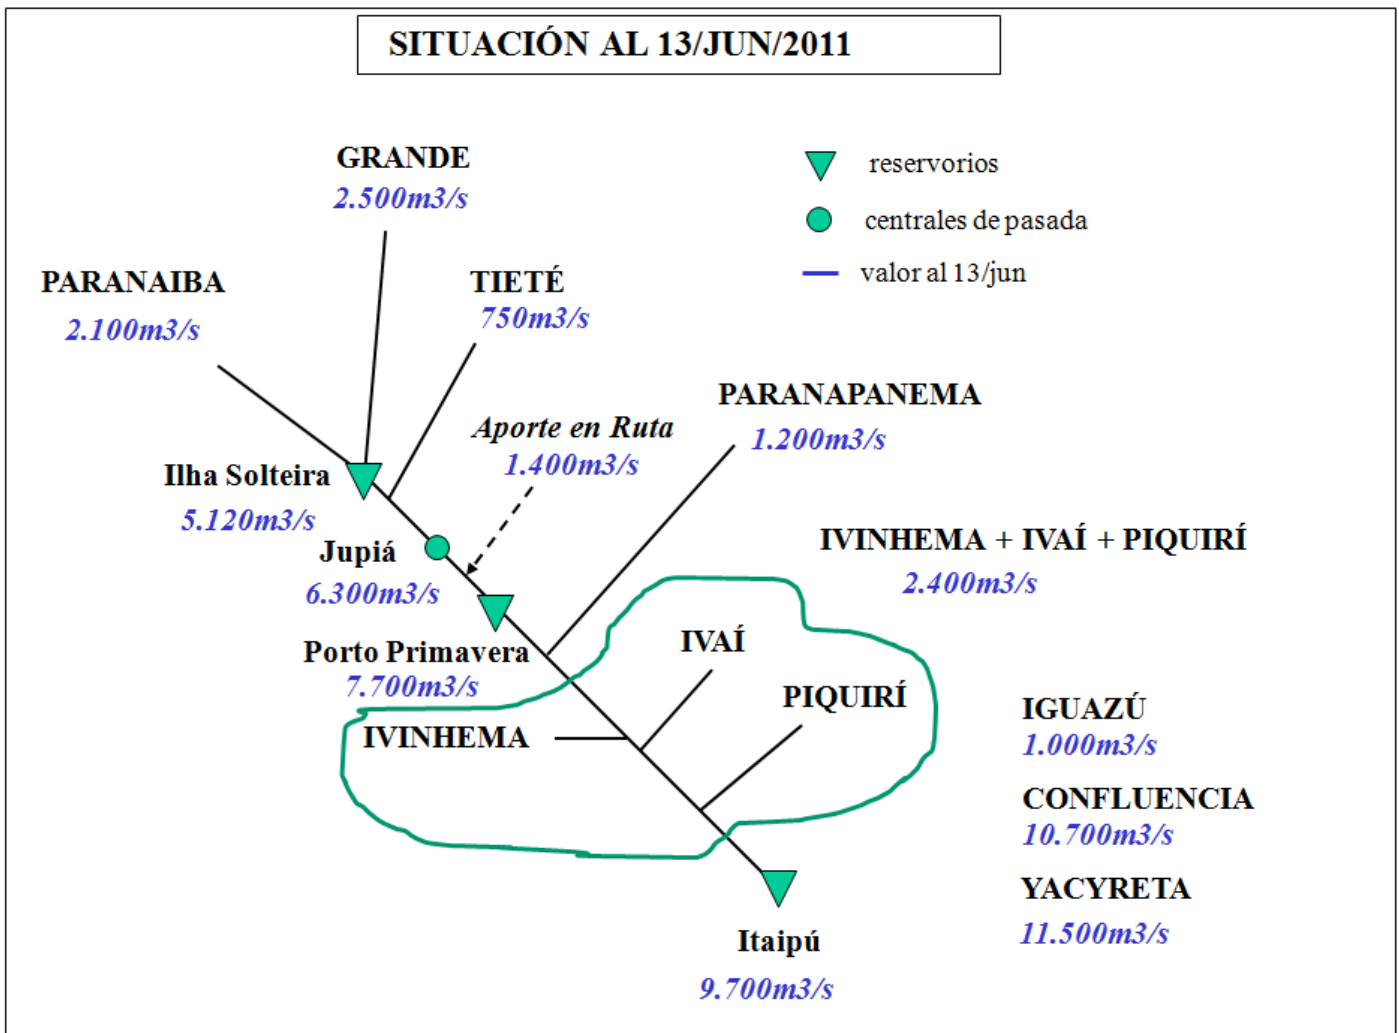 SITUACIÓN AL 13/JUN/2011
GRANDE
2.500m3/s
reservorios
centrales de pasada
valor al 13/jun
PARANAIBA
2.100m3/s
TIETÉ
750m3/s
PARANAPANEMA
1.200m3/s
Aporte en Ruta
1.400m3/s
Ilha Solteira
5.120m3/s
Jupiá
6.300m3/s
IVINHEMA + IVAÍ + PIQUIRÍ
2.400m3/s
Porto Primavera
7.700m3/s
IVAÍ
PIQUIRÍ
IVINHEMA
IGUAZÚ
1.000m3/s
CONFLUENCIA
10.700m3/s
YACYRETA
11.500m3/s
Itaipú
9.700m3/s